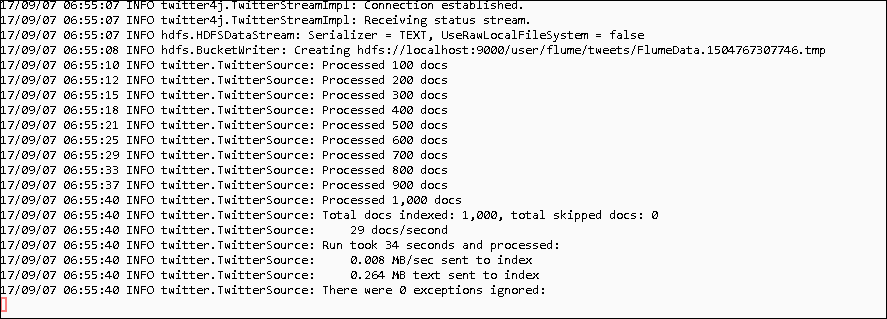 17/09/07 06:55:07 INFO twitter4j.TwitterStreamImpl: Connection established.
17/09/07 06:55:07 INFO twitter4j.TwitterStreamImpl: Receiving status stream.
17/09/07 06:55:07 INFO hdfs.HDFSDataStream: Serializer = TEXT, UseRawLocalFileSystem = false
17/09/07 06:55:08 INFO hdfs.BucketWriter: Creating hdfs://localhost:9000/user/flume/tweets/FlumeData.1504767307746.tmp
17/09/07 06:55:10 INFO twitter.TwitterSource: Processed 100 docs
17/09/07 06:55:12 INFO twitter.TwitterSource: Processed 200 docs
17/09/07 06:55:15 INFO twitter.TwitterSource: Processed 300 docs
17/09/07 06:55:18 INFO twitter.TwitterSource: Processed 400 docs
17/09/07 06:55:21 INFO twitter.TwitterSource: Processed 500 docs
17/09/07 06:55:25 INFO twitter.TwitterSource: Processed 600 docs
17/09/07 06:55:29 INFO twitter.TwitterSource: Processed 700 docs
17/09/07 06:55:33 INFO twitter.TwitterSource: Processed 800 docs
17/09/07 06:55:37 INFO twitter.TwitterSource: Processed 900 docs
17/09/07 06:55:40 INFO twitter.TwitterSource: Processed 1,000 docs
17/09/07 06:55:40 INFO twitter.TwitterSource: Total docs indexed: 1,000, total skipped docs: 0
17/09/07 06:55:40 INFO twitter.TwitterSource:     29 docs/second
17/09/07 06:55:40 INFO twitter.TwitterSource: Run took 34 seconds and processed:
17/09/07 06:55:40 INFO twitter.TwitterSource:     0.008 MB/sec sent to index
17/09/07 06:55:40 INFO twitter.TwitterSource:     0.264 MB text sent to index
17/09/07 06:55:40 INFO twitter.TwitterSource: There were 0 exceptions ignored: